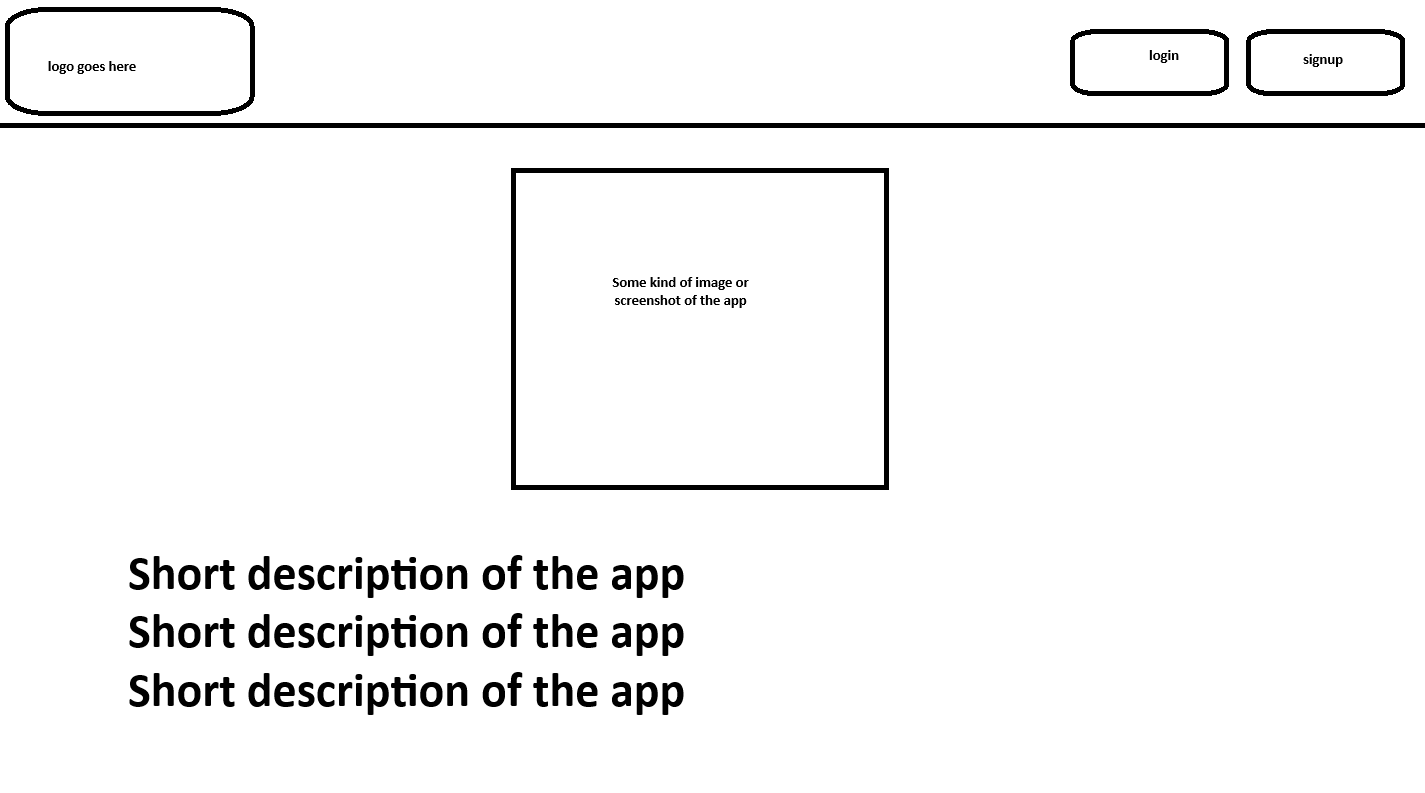 logo goes here
login
signup
Some kind of image or
screenshot of the app
Short description of the app
Short description of the app
Short description of the app